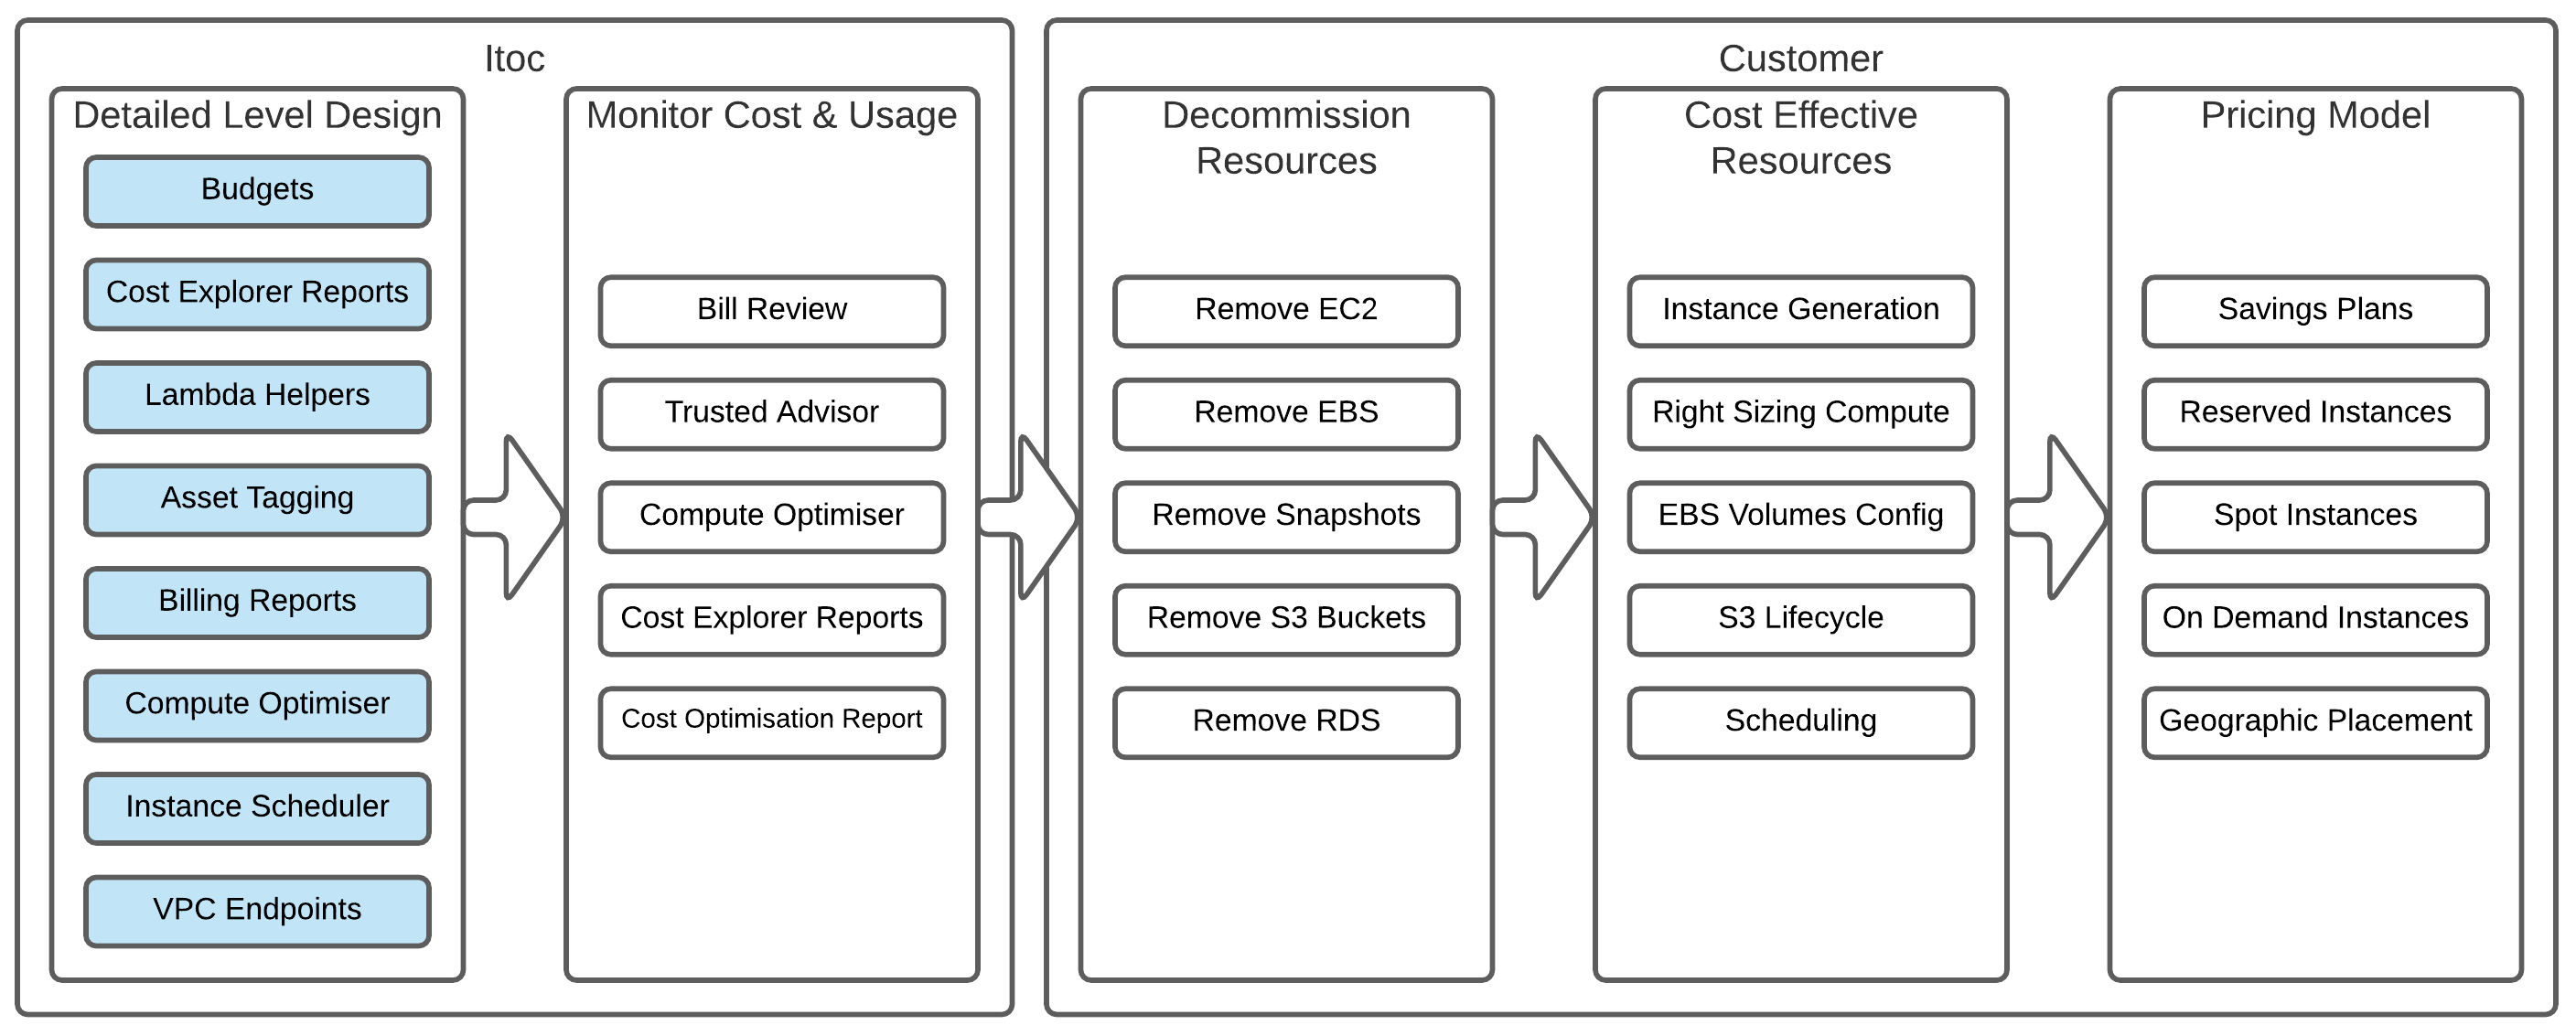 Itoc
Detailed Level Design
Budgets
Cost Explorer Reports
Lambda Helpers
Asset Tagging
Billing Reports
Compute Optimiser
Instance Scheduler
VPC Endpoints
Monitor Cost & Usage
Bill Review
Trusted Advisor
Compute Optimiser
Cost Explorer Reports
Cost Optimisation Report
Customer
Decommission
Resources
Remove EC2
Remove EBS
Remove Snapshots
Remove S3 Buckets
Remove RDS
Cost Effective
Resources
Instance Generation
Right Sizing Compute
EBS Volumes Config
S3 Lifecycle
Scheduling
Pricing Model
Savings Plans
Reserved Instances
Spot Instances
On Demand Instances
Geographic Placement